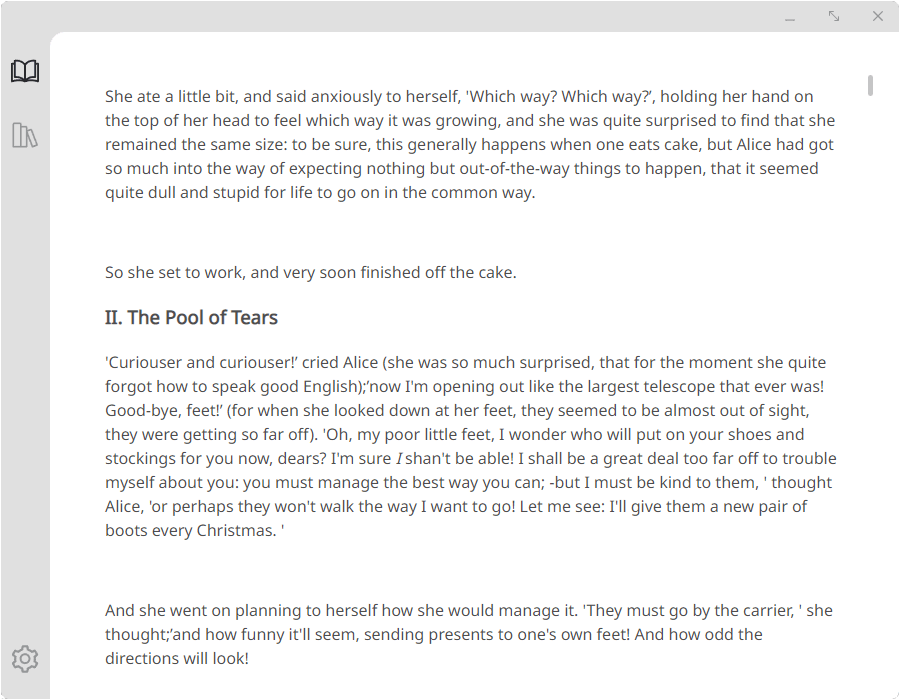 She ate a little bit, and said anxiously to herself, 'Which way? Which way?’, holding her hand on
the top of her head to feel which way it was growing, and she was quite surprised to find that she
remained the same size: to be sure, this generally happens when one eats cake, but Alice had got
so much into the way of expecting nothing but out-of-the-way things to happen, that it seemed
quite dull and stupid for life to go on in the common way.
So she set to work, and very soon finished off the cake.
II. The Pool of Tears
'Curiouser and curiouser!’ cried Alice (she was so much surprised, that for the moment she quite
forgot how to speak good English);’now I'm opening out like the largest telescope that ever was!
Good-bye, feet!’ (for when she looked down at her feet, they seemed to be almost out of sight,
they were getting so far off). 'Oh, my poor little feet, I wonder who will put on your shoes and
stockings for you now, dears? I'm sure I shan't be able! I shall be a great deal too far off to trouble
myself about you: you must manage the best way you can; -but I must be kind to them, ' thought
Alice, 'or perhaps they won't walk the way I want to go! Let me see: I'll give them a new pair of
boots every Christmas. '
And she went on planning to herself how she would manage it. 'They must go by the carrier, ' she
thought;’and how funny it'll seem, sending presents to one's own feet! And how odd the
directions will look!